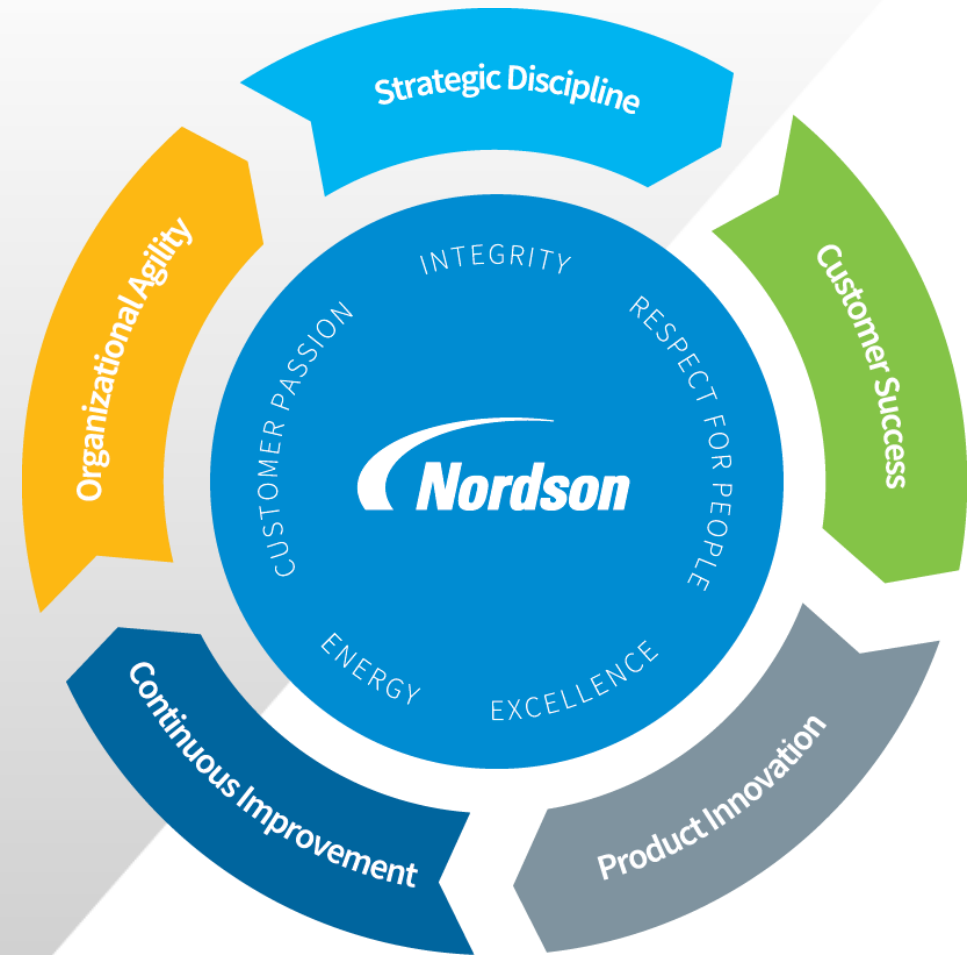 Strategic Discipline
Customer Success
Product Innovation
Continuous Improvement
Organizational Agility
INTEGRITY
RESPECT FOR PEOPLE
EXCELLENCE
ENERGY
CUSTOMER PASSION
Nordson